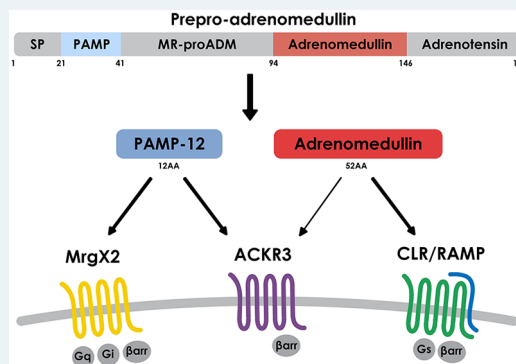 Prepro-adrenomedullin
SP PAMP MR-proADM Adrenomedullin Adrenotensin
1 21 41 94 146
PAMP-12 Adrenomedullin
12AA 52AA
MrgX2 ACKR3 CLR/RAMP
Gq Gi βarr βarr Gs βarr